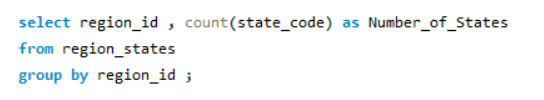 select region_id , count(state_code) as Number_of_States
from region_states
group by region_id ;